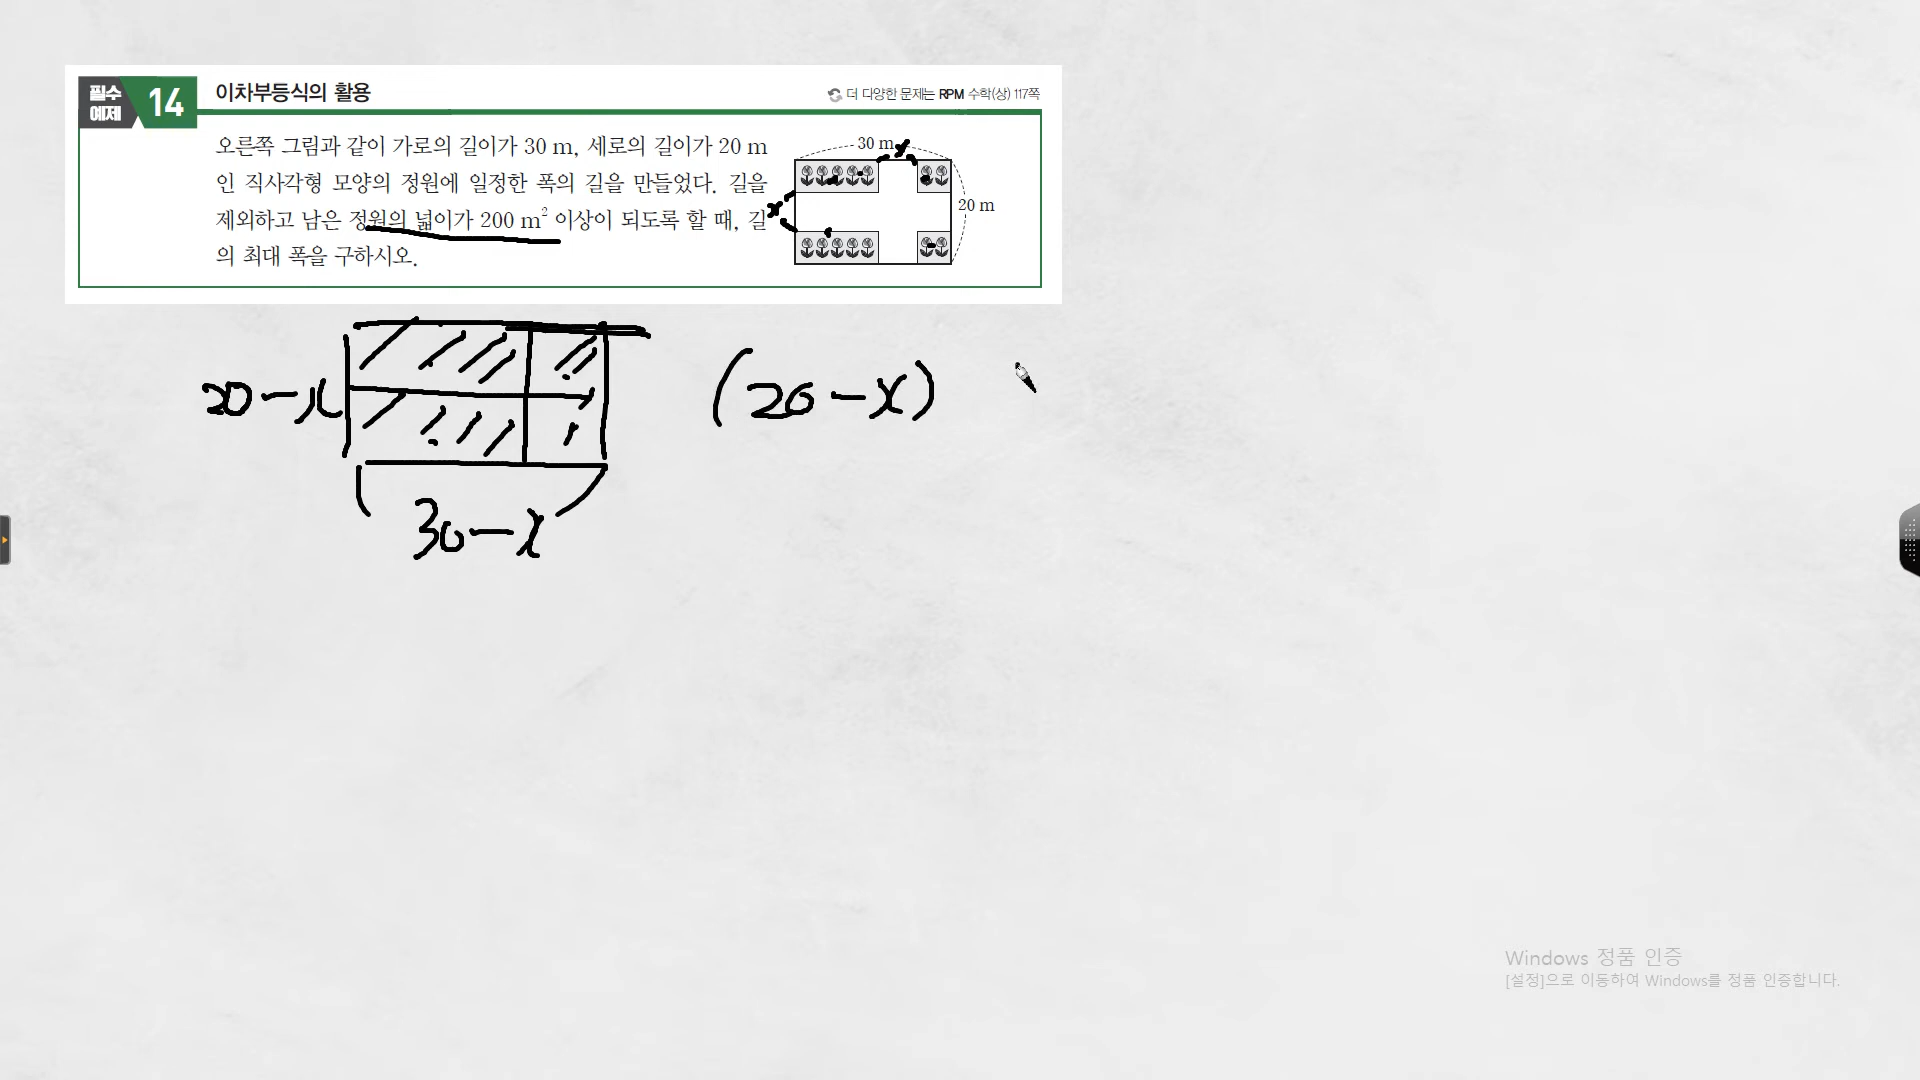 필수 예제 14 이차부등식의 활용
더 다양한 문제는 RPM 수학(상) 117쪽
오른쪽 그림과 같이 가로의 길이가 30 m, 세로의 길이가 20 m
인 직사각형 모양의 정원에 일정한 폭의 길을 만들었다. 길을
제외하고 남은 정원의 넓이가 200 m² 이상이 되도록 할 때, 길
의 최대 폭을 구하시오.
30 m
x
x
20 m
20-x
(20-x)
30-x
Windows 정품 인증
[설정]으로 이동하여 Windows를 정품 인증합니다.